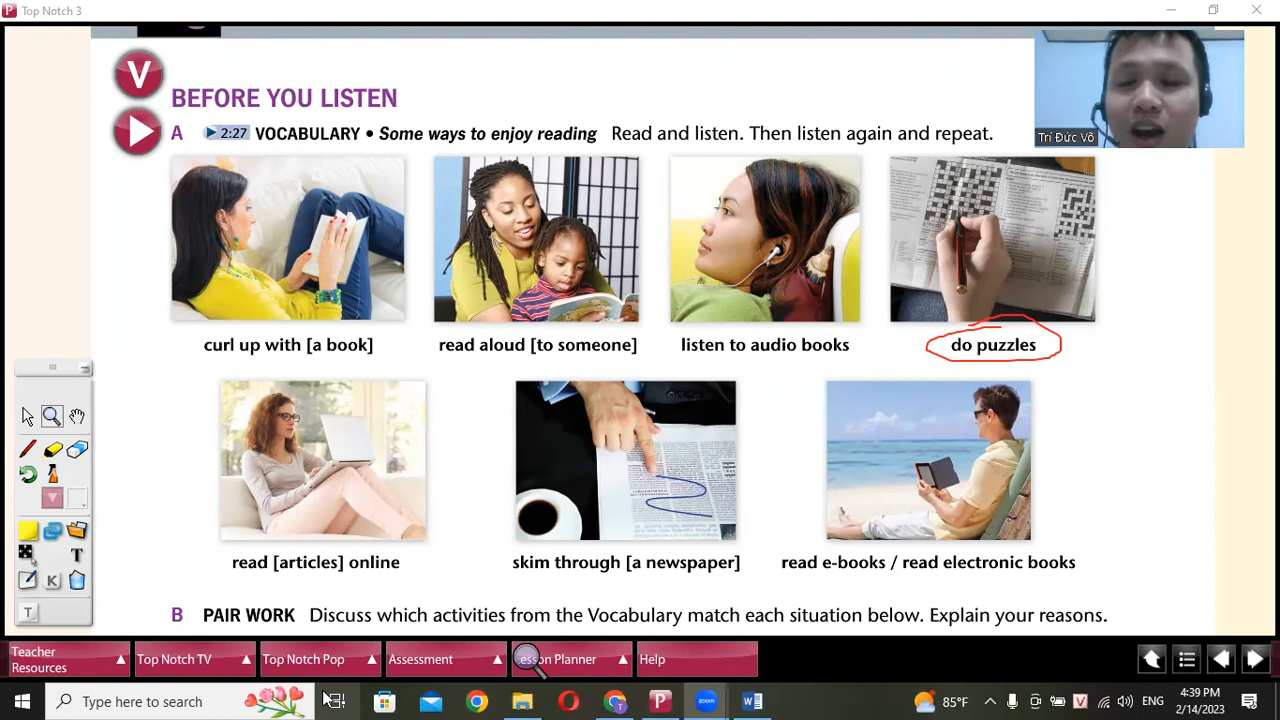 Top Notch 3
V
BEFORE YOU LISTEN
A 2:27 VOCABULARY • Some ways to enjoy reading Read and listen. Then listen again and repeat.
Trí Đức Võ
curl up with [a book]
read aloud [to someone]
listen to audio books
do puzzles
read [articles] online
skim through [a newspaper]
read e-books / read electronic books
B PAIR WORK Discuss which activities from the Vocabulary match each situation below. Explain your reasons.
T
K
T
Teacher
Resources
Top Notch TV
Top Notch Pop
Assessment
esson Planner
Help
Type here to search
85°F
V
ENG
4:39 PM
2/14/2023
zoom